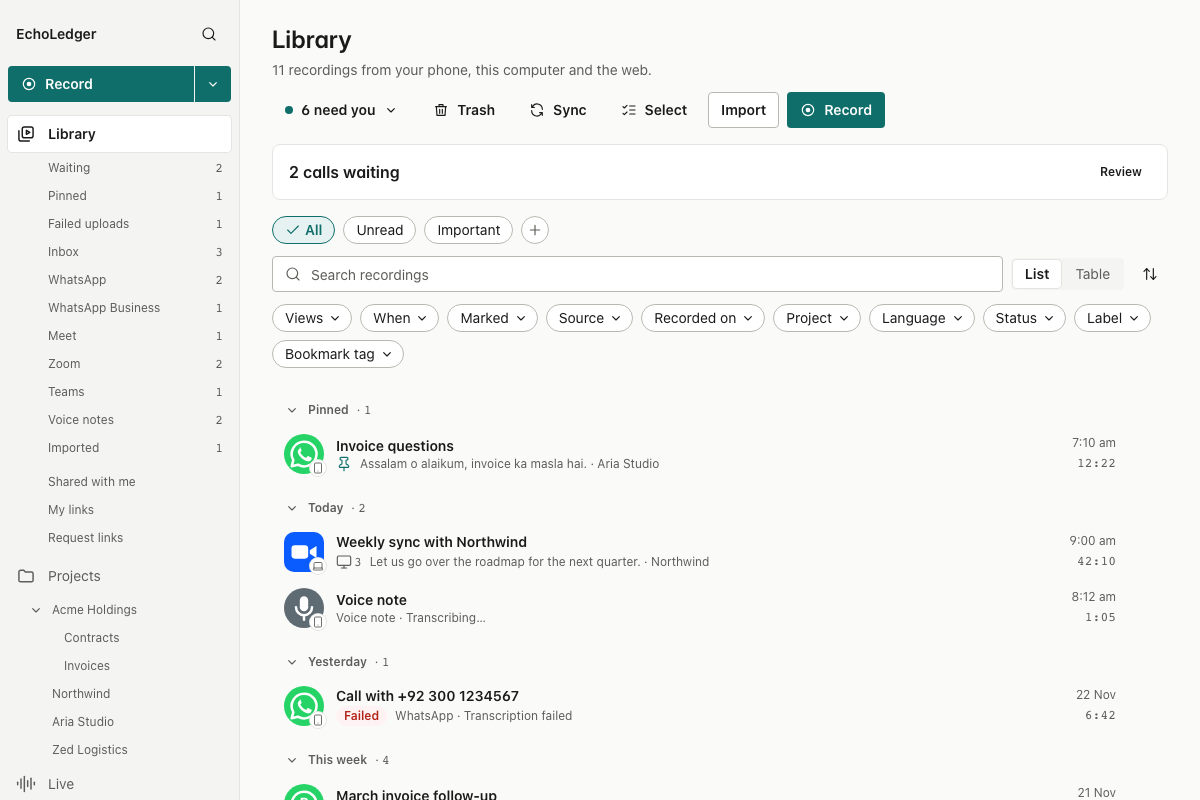 EchoLedger
Record
Library
Waiting 2
Pinned 1
Failed uploads 1
Inbox 3
WhatsApp 2
WhatsApp Business 1
Meet 1
Zoom 2
Teams 1
Voice notes 2
Imported 1
Shared with me
My links
Request links
Projects
Acme Holdings
Contracts
Invoices
Northwind
Aria Studio
Zed Logistics
Live
Library
11 recordings from your phone, this computer and the web.
6 need you Trash Sync Select Import Record
2 calls waiting Review
All Unread Important
Search recordings List Table
Views When Marked Source Recorded on Project Language Status Label
Bookmark tag
Pinned · 1
Invoice questions 7:10 am
Assalam o alaikum, invoice ka masla hai. · Aria Studio 12:22
Today · 2
Weekly sync with Northwind 9:00 am
3 Let us go over the roadmap for the next quarter. · Northwind 42:10
Voice note 8:12 am
Voice note · Transcribing... 1:05
Yesterday · 1
Call with +92 300 1234567 22 Nov
Failed WhatsApp · Transcription failed 6:42
This week · 4
March invoice follow-up 21 Nov